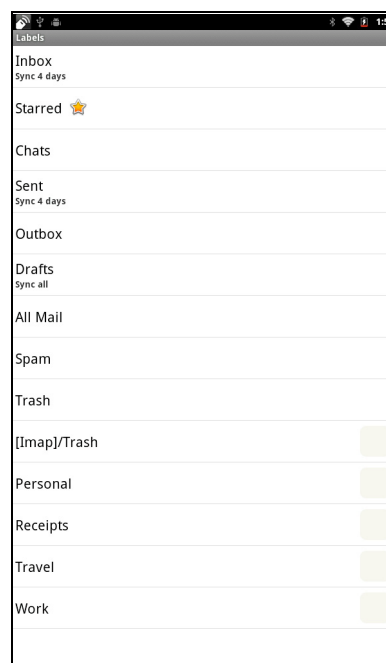 Labels
Inbox
Sync 4 days
Starred
Chats
Sent
Sync 4 days
Outbox
Drafts
Sync all
All Mail
Spam
Trash
[Imap]/Trash
Personal
Receipts
Travel
Work